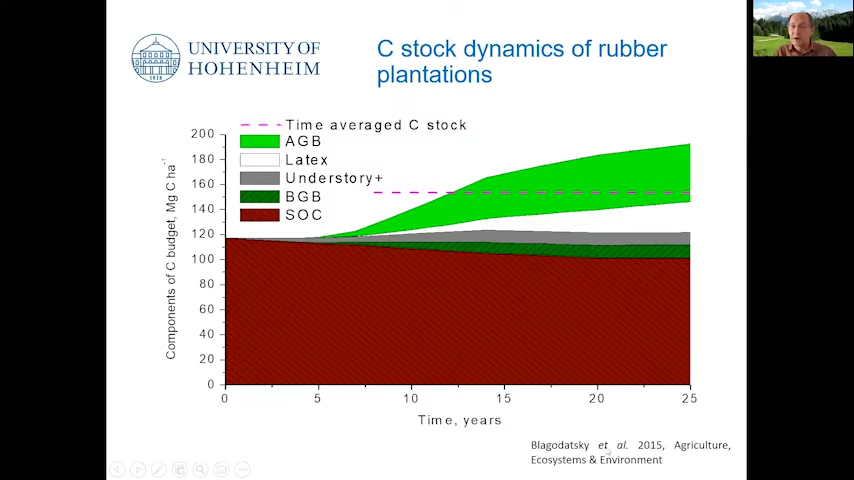 UNIVERSITY OF
HOHENHEIM
1818
C stock dynamics of rubber
plantations
Time averaged C stock
AGB
Latex
Understory+
BGB
SOC
Components of C budget, Mg C ha⁻¹
200
180
160
140
120
100
80
60
40
20
0
0 5 10 15 20 25
Time, years
Blagodatsky et al. 2015, Agriculture,
Ecosystems & Environment